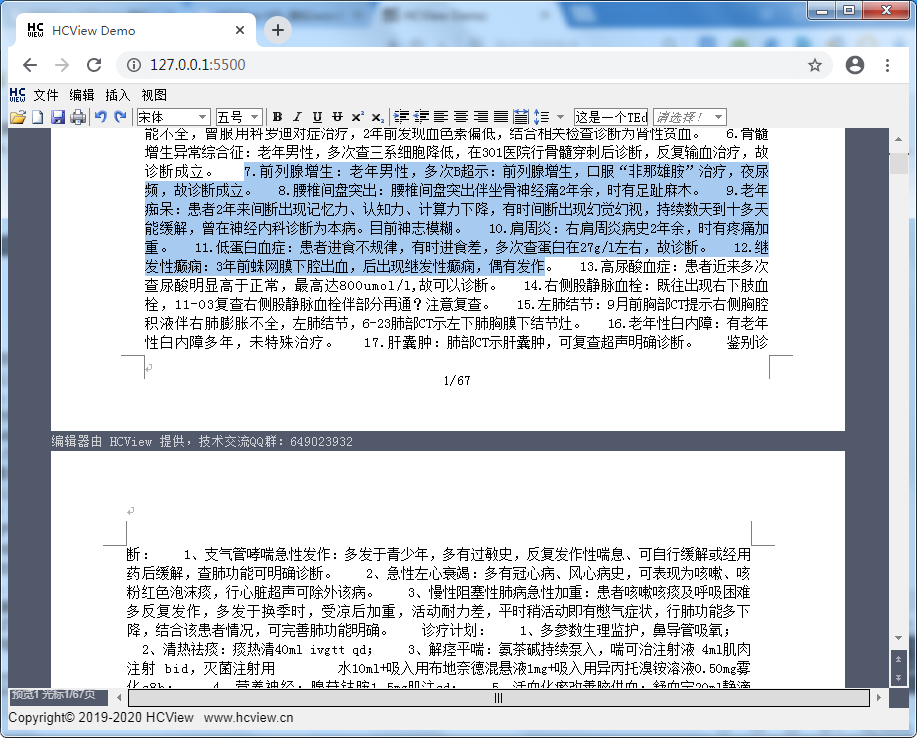 HC VIEW HCView Demo
127.0.0.1:5500
HC VIEW 文件 编辑 插入 视图
宋体 五号 B I U 这是一个TEd 请选择！
能不全，曾服用科罗迪对症治疗，2年前发现血色素偏低，结合相关检查诊断为肾性贫血。 6.骨髓
增生异常综合征：老年男性，多次查三系细胞降低，在301医院行骨髓穿刺后诊断，反复输血治疗，故
诊断成立。 7.前列腺增生：老年男性，多次B超示：前列腺增生，口服“非那雄胺”治疗，夜尿
频，故诊断成立。 8.腰椎间盘突出：腰椎间盘突出伴坐骨神经痛2年余，时有足趾麻木。 9.老年
痴呆：患者2年来间断出现记忆力、认知力、计算力下降，有时间断出现幻觉幻视，持续数天到十多天
能缓解，曾在神经内科诊断为本病。目前神志模糊。 10.肩周炎：右肩周炎病史2年余，时有疼痛加
重。 11.低蛋白血症：患者进食不规律，有时进食差，多次查蛋白在27g/l左右，故诊断。 12.继
发性癫痫：3年前蛛网膜下腔出血，后出现继发性癫痫，偶有发作。 13.高尿酸血症：患者近来多次
查尿酸明显高于正常，最高达800umol/l,故可以诊断。 14.右侧股静脉血栓：既往出现右下肢血
栓，11-03复查右侧股静脉血栓伴部分再通？注意复查。 15.左肺结节：9月前胸部CT提示右侧胸腔
积液伴右肺膨胀不全，左肺结节，6-23肺部CT示左下肺胸膜下结节灶。 16.老年性白内障：有老年
性白内障多年，未特殊治疗。 17.肝囊肿：肺部CT示肝囊肿，可复查超声明确诊断。 鉴别诊
1/67
编辑器由 HCView 提供，技术交流QQ群：649023932
断： 1、支气管哮喘急性发作：多发于青少年，多有过敏史，反复发作性喘息、可自行缓解或经用
药后缓解，查肺功能可明确诊断。 2、急性左心衰竭：多有冠心病、风心病史，可表现为咳嗽、咳
粉红色泡沫痰，行心脏超声可除外该病。 3、慢性阻塞性肺病急性加重：患者咳嗽咳痰及呼吸困难
多反复发作，多发于换季时，受凉后加重，活动耐力差，平时稍活动即有憋气症状，行肺功能多下
降，结合该患者情况，可完善肺功能明确。 诊疗计划： 1、多参数生理监护，鼻导管吸氧；
2、清热祛痰：痰热清40ml ivgtt qd; 3、解痉平喘：氨茶碱持续泵入，喘可治注射液 4ml肌肉
注射 bid，灭菌注射用 水10ml+吸入用布地奈德混悬液1mg+吸入用异丙托溴铵溶液0.50mg雾
化q8h; 4、营养神经：腺苷钴胺1.5mg肌注qd; 5、活血化瘀改善脑供血：舒血宁20ml静滴
预览1 光标1/67页
Copyright© 2019-2020 HCView www.hcview.cn